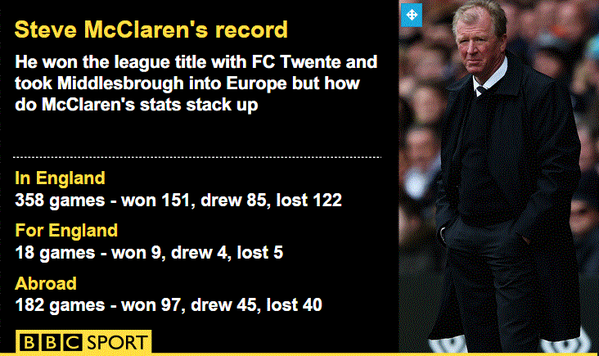 Steve McClaren's record
He won the league title with FC Twente and
took Middlesbrough into Europe but how
do McClaren's stats stack up
In England
358 games - won 151, drew 85, lost 122
For England
18 games - won 9, drew 4, lost 5
Abroad
182 games - won 97, drew 45, lost 40
BBC SPORT